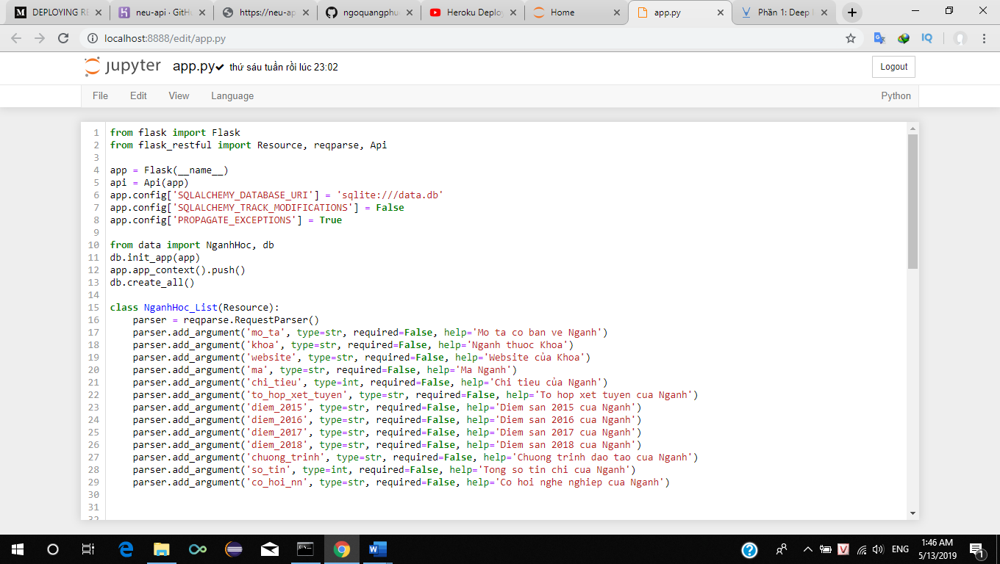 DEPLOYING RE
neu-api · GitHu
https://neu-ap
ngoquangphu
Heroku Deploy
Home
app.py
Phần 1: Deep
localhost:8888/edit/app.py
jupyter app.py thứ sáu tuần rồi lúc 23:02
Logout
File Edit View Language Python
1 from flask import Flask
2 from flask_restful import Resource, reqparse, Api
3
4 app = Flask(__name__)
5 api = Api(app)
6 app.config['SQLALCHEMY_DATABASE_URI'] = 'sqlite:///data.db'
7 app.config['SQLALCHEMY_TRACK_MODIFICATIONS'] = False
8 app.config['PROPAGATE_EXCEPTIONS'] = True
9
10 from data import NganhHoc, db
11 db.init_app(app)
12 app.app_context().push()
13 db.create_all()
14
15 class NganhHoc_List(Resource):
16 parser = reqparse.RequestParser()
17 parser.add_argument('mo_ta', type=str, required=False, help='Mo ta co ban ve Nganh')
18 parser.add_argument('khoa', type=str, required=False, help='Nganh thuoc Khoa')
19 parser.add_argument('website', type=str, required=False, help='Website của Khoa')
20 parser.add_argument('ma', type=str, required=False, help='Ma Nganh')
21 parser.add_argument('chi_tieu', type=int, required=False, help='Chi tieu của Nganh')
22 parser.add_argument('to_hop_xet_tuyen', type=str, required=False, help='To hop xet tuyen cua Nganh')
23 parser.add_argument('diem_2015', type=str, required=False, help='Diem san 2015 cua Nganh')
24 parser.add_argument('diem_2016', type=str, required=False, help='Diem san 2016 cua Nganh')
25 parser.add_argument('diem_2017', type=str, required=False, help='Diem san 2017 cua Nganh')
26 parser.add_argument('diem_2018', type=str, required=False, help='Diem san 2018 cua Nganh')
27 parser.add_argument('chuong_trinh', type=str, required=False, help='Chuong trinh dao tao cua Nganh')
28 parser.add_argument('so_tin', type=int, required=False, help='Tong so tin chi cua Nganh')
29 parser.add_argument('co_hoi_nn', type=str, required=False, help='Co hoi nghe nghiep cua Nganh')
30
31
32
ENG
1:46 AM
5/13/2019
1